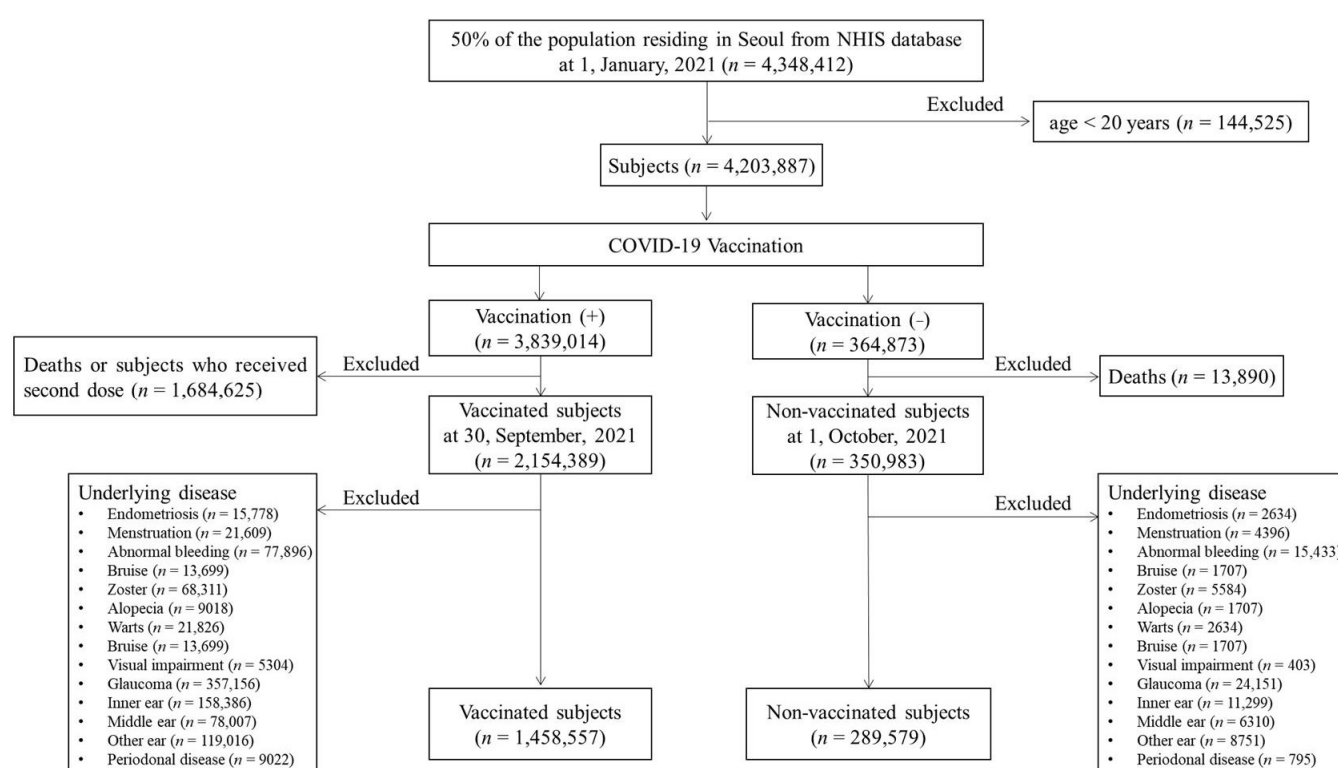 50% of the population residing in Seoul from NHIS database
at 1, January, 2021 (n = 4,348,412)
Excluded
age < 20 years (n = 144,525)
Subjects (n = 4,203,887)
COVID-19 Vaccination
Vaccination (+)
(n = 3,839,014)
Vaccination (−)
(n = 364,873)
Deaths or subjects who received
second dose (n = 1,684,625)
Excluded
Excluded
Deaths (n = 13,890)
Vaccinated subjects
at 30, September, 2021
(n = 2,154,389)
Non-vaccinated subjects
at 1, October, 2021
(n = 350,983)
Underlying disease
• Endometriosis (n = 15,778)
• Menstruation (n = 21,609)
• Abnormal bleeding (n = 77,896)
• Bruise (n = 13,699)
• Zoster (n = 68,311)
• Alopecia (n = 9018)
• Warts (n = 21,826)
• Bruise (n = 13,699)
• Visual impairment (n = 5304)
• Glaucoma (n = 357,156)
• Inner ear (n = 158,386)
• Middle ear (n = 78,007)
• Other ear (n = 119,016)
• Periodonal disease (n = 9022)
Excluded
Excluded
Underlying disease
• Endometriosis (n = 2634)
• Menstruation (n = 4396)
• Abnormal bleeding (n = 15,433)
• Bruise (n = 1707)
• Zoster (n = 5584)
• Alopecia (n = 1707)
• Warts (n = 2634)
• Bruise (n = 1707)
• Visual impairment (n = 403)
• Glaucoma (n = 24,151)
• Inner ear (n = 11,299)
• Middle ear (n = 6310)
• Other ear (n = 8751)
• Periodonal disease (n = 795)
Vaccinated subjects
(n = 1,458,557)
Non-vaccinated subjects
(n = 289,579)